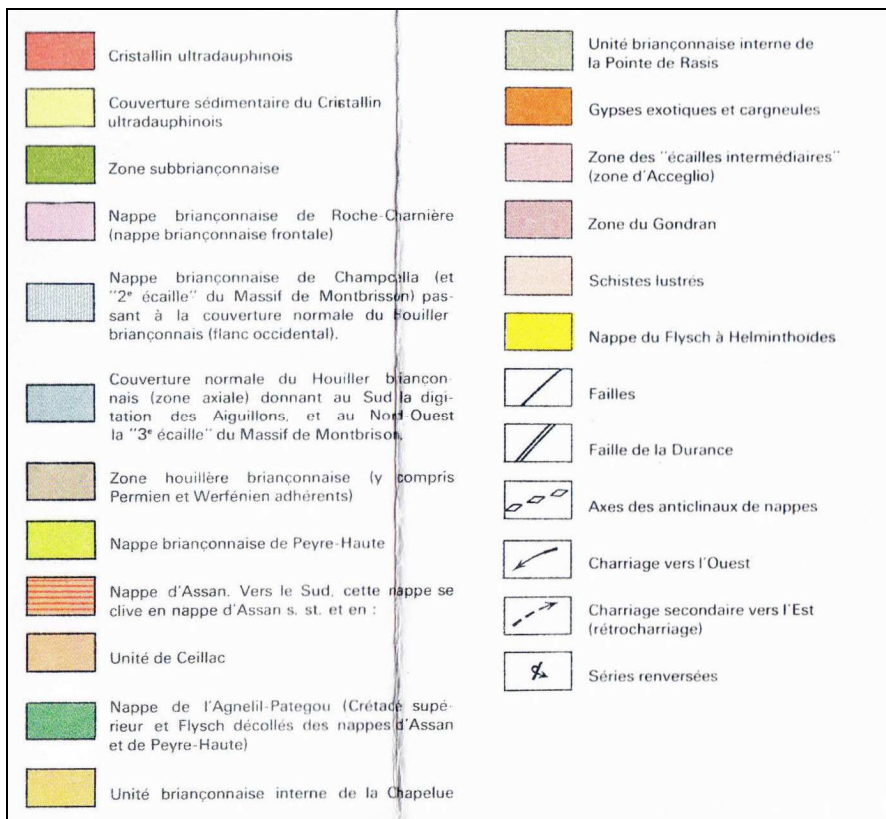 Cristallin ultradauphinois
Couverture sédimentaire du Cristallin
ultradauphinois
Zone subbriançonnaise
Nappe briançonnaise de Roche-Charnière
(nappe briançonnaise frontale)
Nappe briançonnaise de Champcella (et
"2e écaille" du Massif de Montbrisson) pas-
sant à la couverture normale du houiller
briançonnais (flanc occidental).
Couverture normale du Houiller briançon-
nais (zone axiale) donnant au Sud la digi-
tation des Aiguillons, et au Nord-Ouest
la "3e écaille" du Massif de Montbrison.
Zone houillère briançonnaise (y compris
Permien et Werfénien adhérents)
Nappe briançonnaise de Peyre-Haute
Nappe d'Assan. Vers le Sud, cette nappe se
clive en nappe d'Assan s. st. et en :
Unité de Ceillac
Nappe de l'Agnelil-Pategou (Crétacé supé-
rieur et Flysch décollés des nappes d'Assan
et de Peyre-Haute)
Unité briançonnaise interne de la Chapelue
Unité briançonnaise interne de
la Pointe de Rasis
Gypses exotiques et cargneules
Zone des "écailles intermédiaires"
(zone d'Acceglio)
Zone du Gondran
Schistes lustrés
Nappe du Flysch à Helminthoïdes
Failles
Faille de la Durance
Axes des anticlinaux de nappes
Charriage vers l'Ouest
Charriage secondaire vers l'Est
(rétrocharriage)
Séries renversées